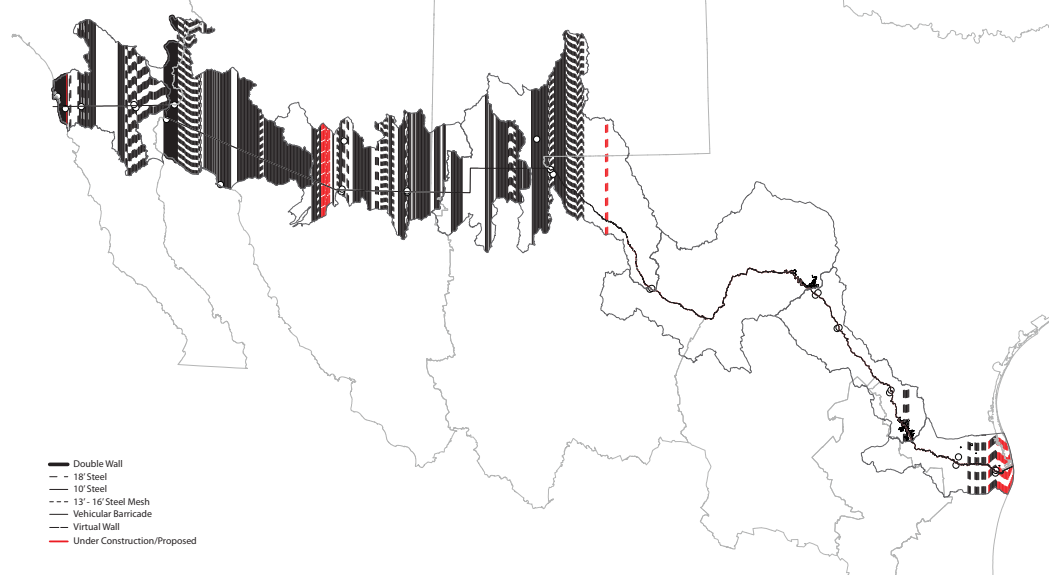 Double Wall
18' Steel
10' Steel
13' - 16' Steel Mesh
Vehicular Barricade
Virtual Wall
Under Construction/Proposed